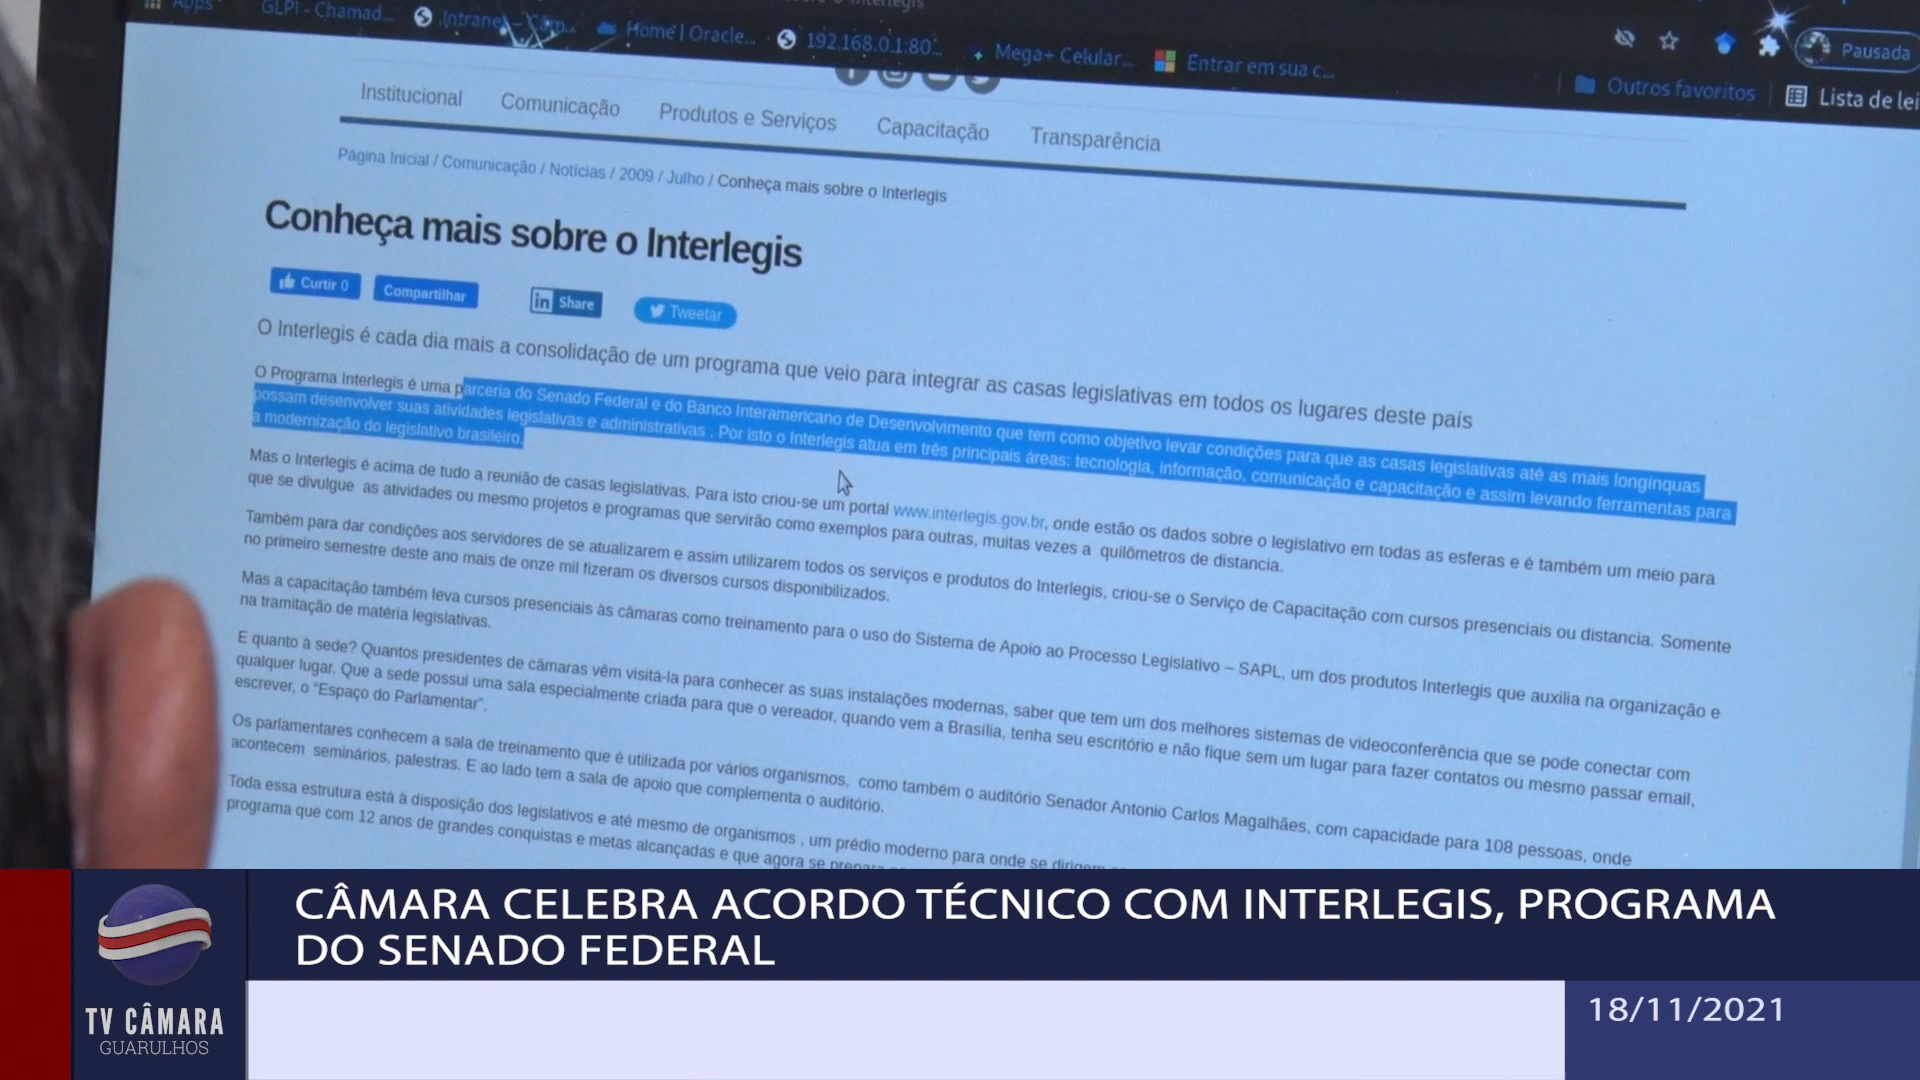 Apps
GLPI - Chamad...
Intranet - Câm...
Home | Oracle...
192.168.0.1:80...
Mega+ Celular...
Entrar em sua c...
Pausada
Outros favoritos
Lista de lei
Institucional
Comunicação
Produtos e Serviços
Capacitação
Transparência
Página Inicial / Comunicação / Notícias / 2009 / Julho / Conheça mais sobre o Interlegis
Conheça mais sobre o Interlegis
Curtir 0
Compartilhar
in Share
Tweetar
O Interlegis é cada dia mais a consolidação de um programa que veio para integrar as casas legislativas em todos os lugares deste país
O Programa Interlegis é uma parceria do Senado Federal e do Banco Interamericano de Desenvolvimento que tem como objetivo levar condições para que as casas legislativas até as mais longínquas
possam desenvolver suas atividades legislativas e administrativas . Por isto o Interlegis atua em três principais áreas: tecnologia, informação, comunicação e capacitação e assim levando ferramentas para
a modernização do legislativo brasileiro.
Mas o Interlegis é acima de tudo a reunião de casas legislativas. Para isto criou-se um portal www.interlegis.gov.br, onde estão os dados sobre o legislativo em todas as esferas e é também um meio para
que se divulgue as atividades ou mesmo projetos e programas que servirão como exemplos para outras, muitas vezes a quilômetros de distancia.
Também para dar condições aos servidores de se atualizarem e assim utilizarem todos os serviços e produtos do Interlegis, criou-se o Serviço de Capacitação com cursos presenciais ou distancia. Somente
no primeiro semestre deste ano mais de onze mil fizeram os diversos cursos disponibilizados.
Mas a capacitação também leva cursos presenciais às câmaras como treinamento para o uso do Sistema de Apoio ao Processo Legislativo – SAPL, um dos produtos Interlegis que auxilia na organização e
na tramitação de matéria legislativas.
E quanto à sede? Quantos presidentes de câmaras vêm visitá-la para conhecer as suas instalações modernas, saber que tem um dos melhores sistemas de videoconferência que se pode conectar com
qualquer lugar. Que a sede possui uma sala especialmente criada para que o vereador, quando vem a Brasília, tenha seu escritório e não fique sem um lugar para fazer contatos ou mesmo passar email,
escrever, o "Espaço do Parlamentar".
Os parlamentares conhecem a sala de treinamento que é utilizada por vários organismos, como também o auditório Senador Antonio Carlos Magalhães, com capacidade para 108 pessoas, onde
acontecem seminários, palestras. E ao lado tem a sala de apoio que complementa o auditório.
Toda essa estrutura está à disposição dos legislativos e até mesmo de organismos , um prédio moderno para onde se dirigem
programa que com 12 anos de grandes conquistas e metas alcançadas e que agora se prepara
CÂMARA CELEBRA ACORDO TÉCNICO COM INTERLEGIS, PROGRAMA
DO SENADO FEDERAL
TV CÂMARA
GUARULHOS
18/11/2021